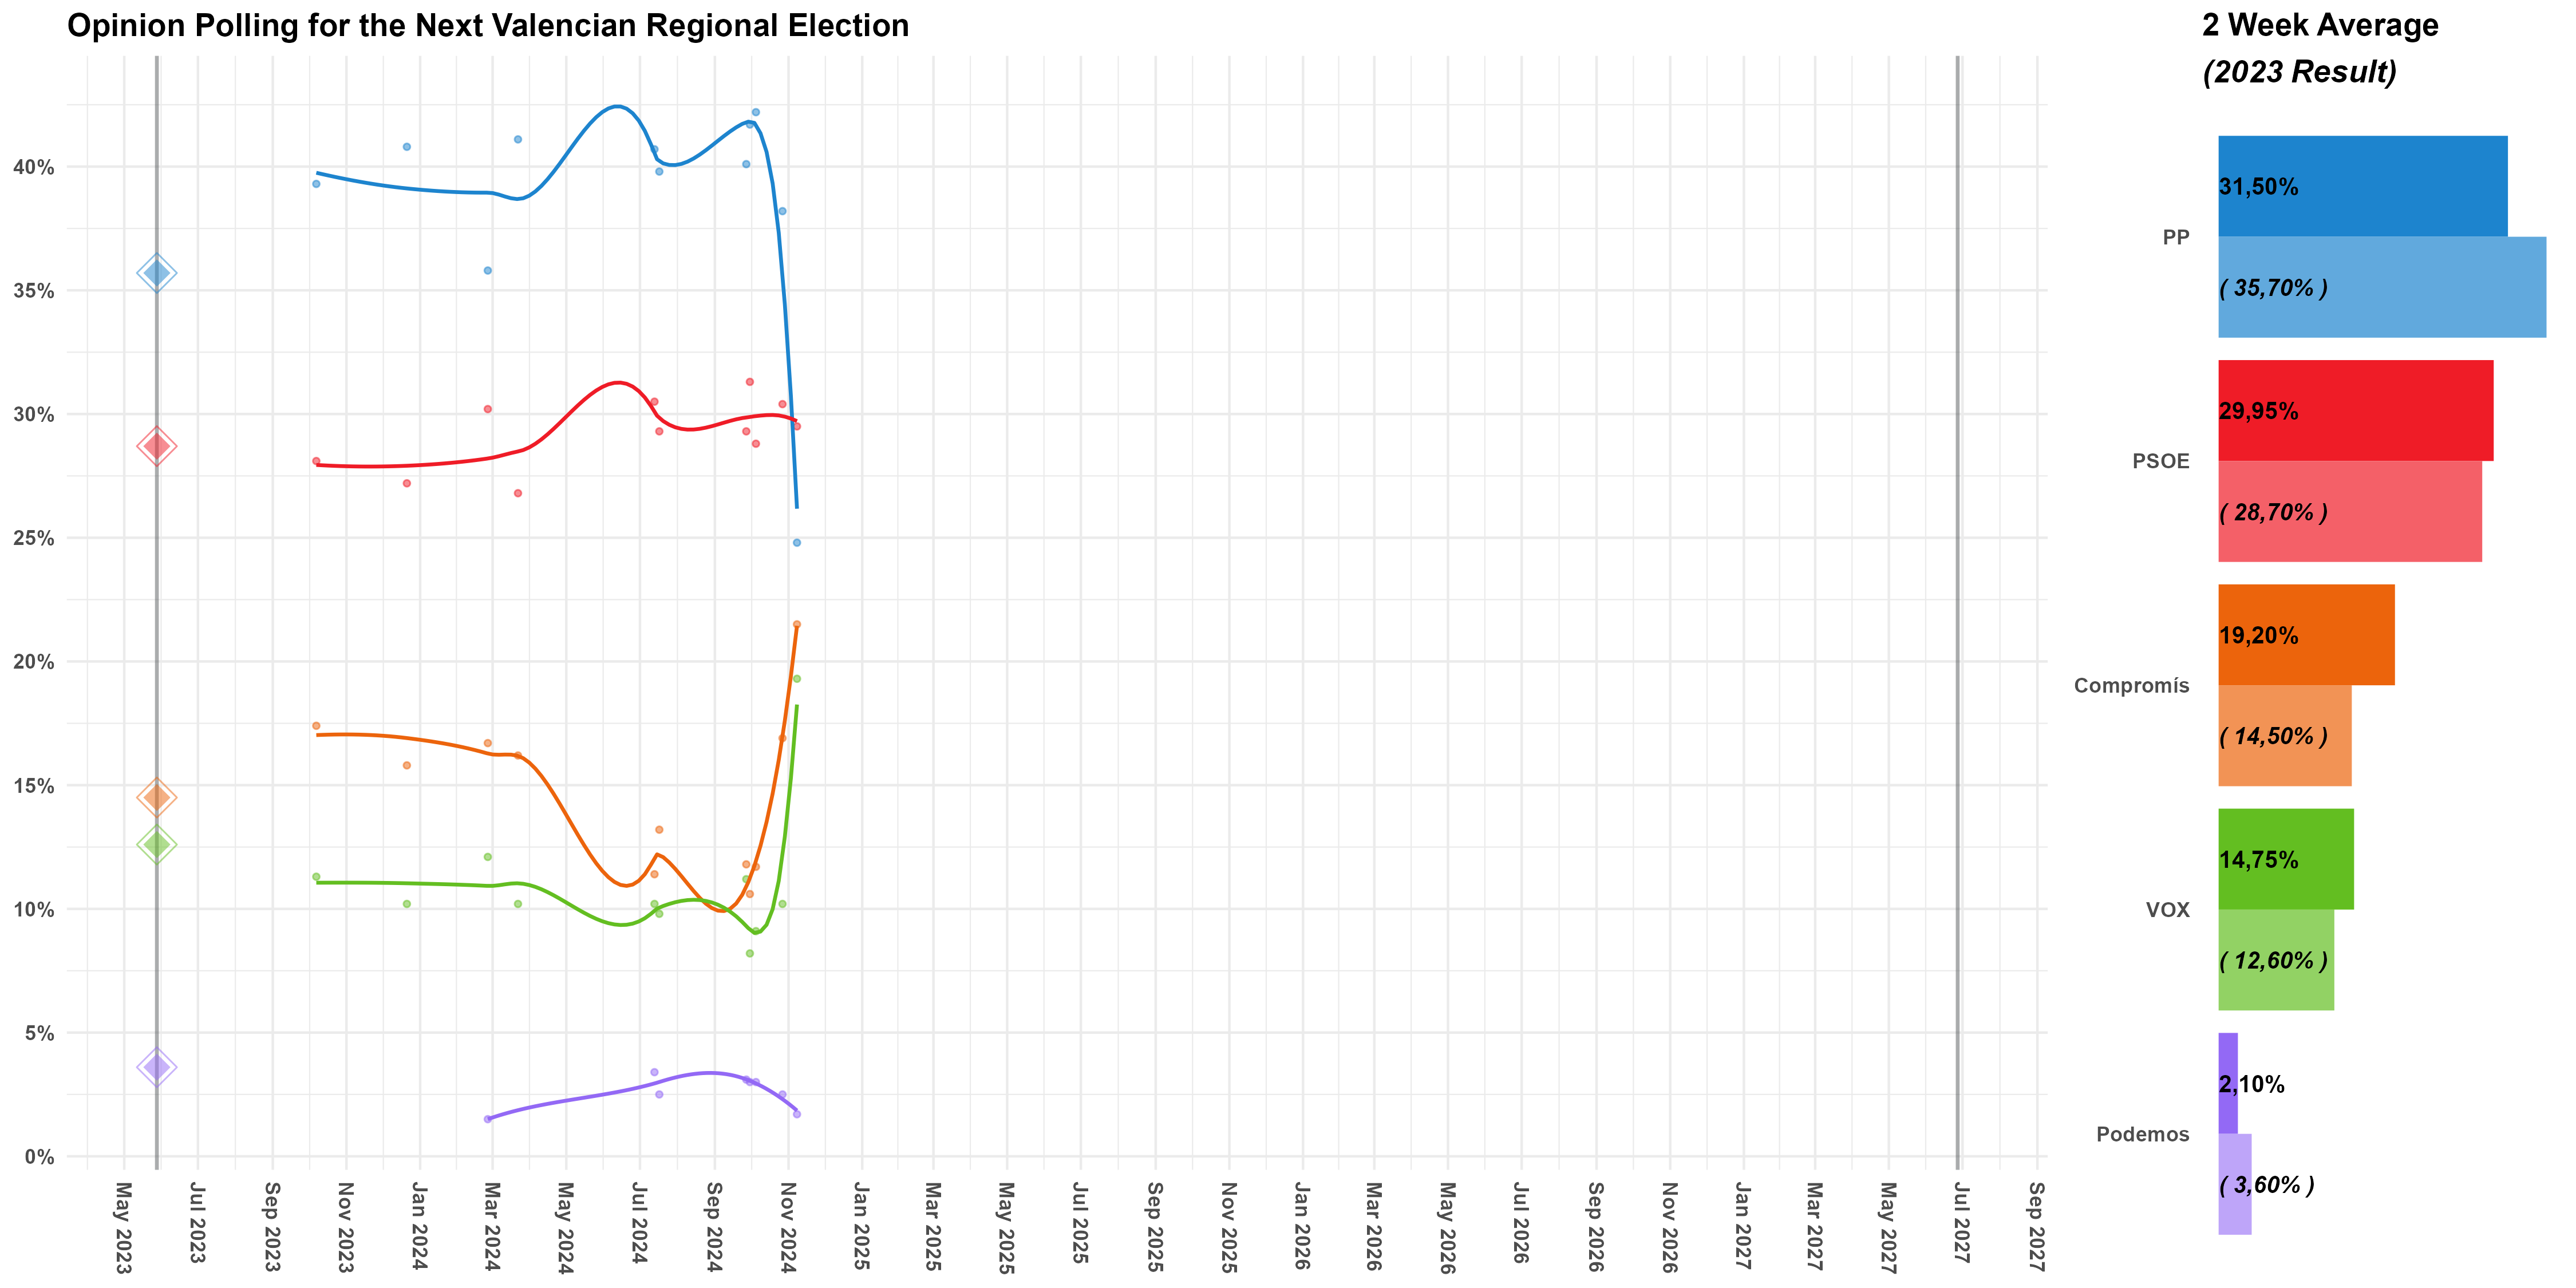 Opinion Polling for the Next Valencian Regional Election
40%
35%
30%
25%
20%
15%
10%
5%
0%
May 2023
Jul 2023
Sep 2023
Nov 2023
Jan 2024
Mar 2024
May 2024
Jul 2024
Sep 2024
Nov 2024
Jan 2025
Mar 2025
May 2025
Jul 2025
Sep 2025
Nov 2025
Jan 2026
Mar 2026
May 2026
Jul 2026
Sep 2026
Nov 2026
Jan 2027
Mar 2027
May 2027
Jul 2027
Sep 2027
2 Week Average
(2023 Result)
PP
31,50%
( 35,70% )
PSOE
29,95%
( 28,70% )
Compromís
19,20%
( 14,50% )
VOX
14,75%
( 12,60% )
Podemos
2,10%
( 3,60% )